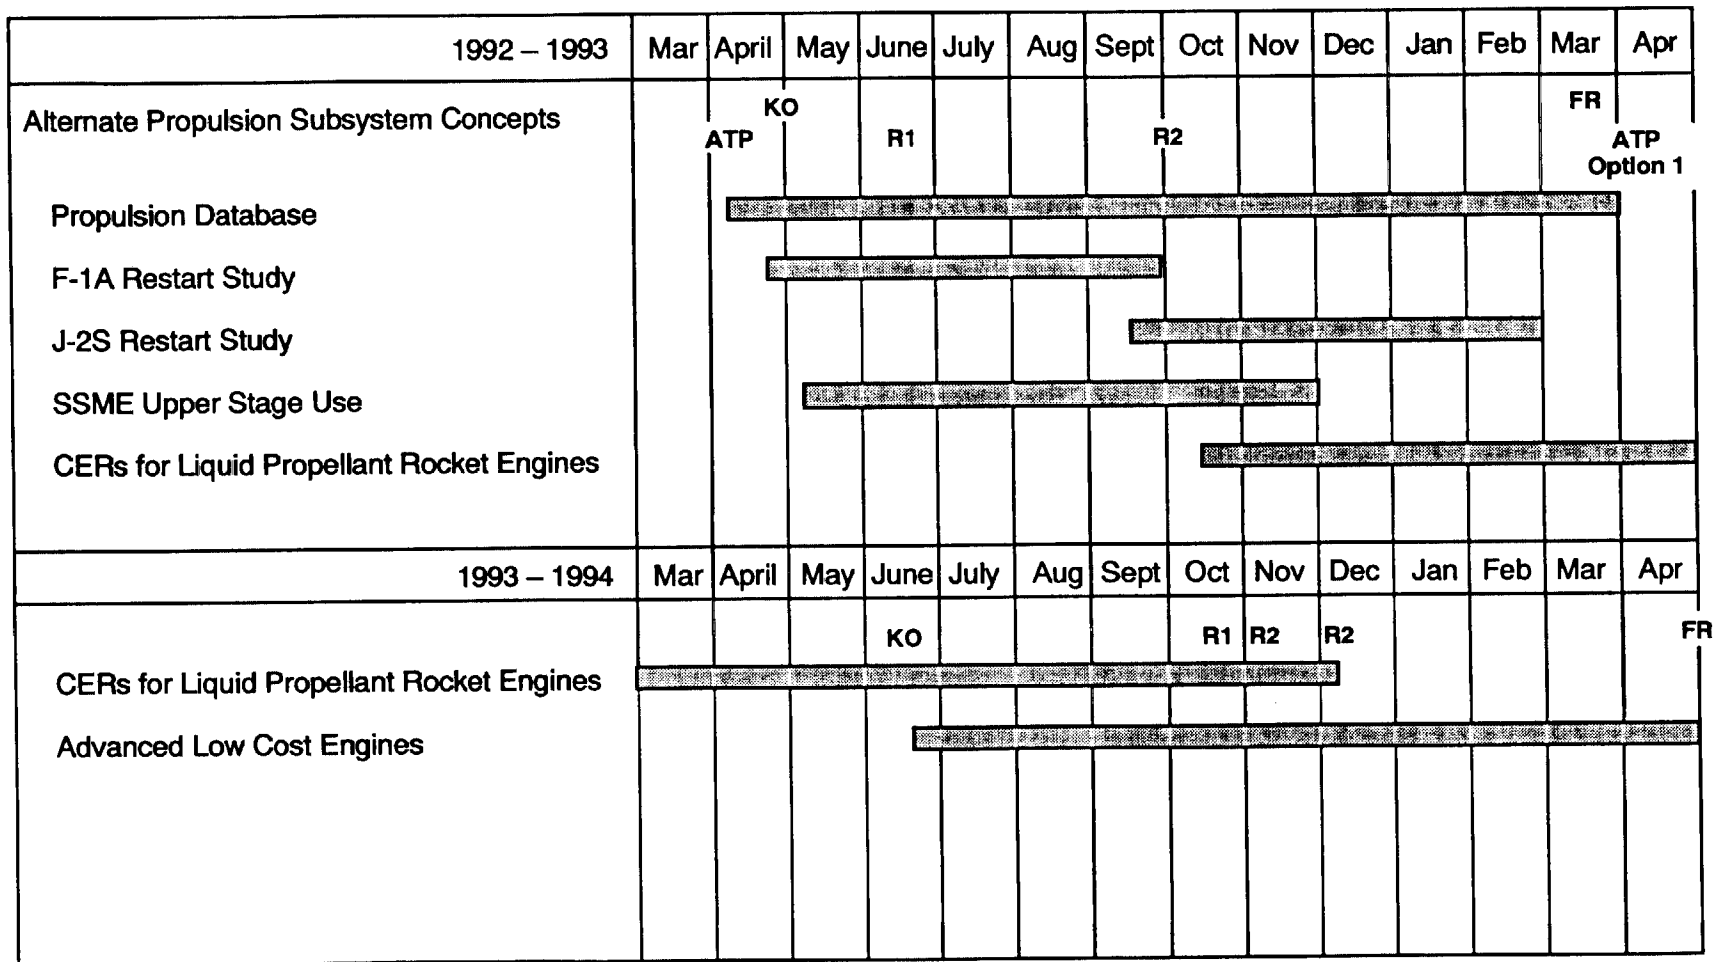 1992 – 1993 Mar April May June July Aug Sept Oct Nov Dec Jan Feb Mar Apr
Alternate Propulsion Subsystem Concepts
KO FR
ATP R1 R2 ATP
Option 1
Propulsion Database
F-1A Restart Study
J-2S Restart Study
SSME Upper Stage Use
CERs for Liquid Propellant Rocket Engines
1993 – 1994 Mar April May June July Aug Sept Oct Nov Dec Jan Feb Mar Apr
KO R1 R2 R2 FR
CERs for Liquid Propellant Rocket Engines
Advanced Low Cost Engines